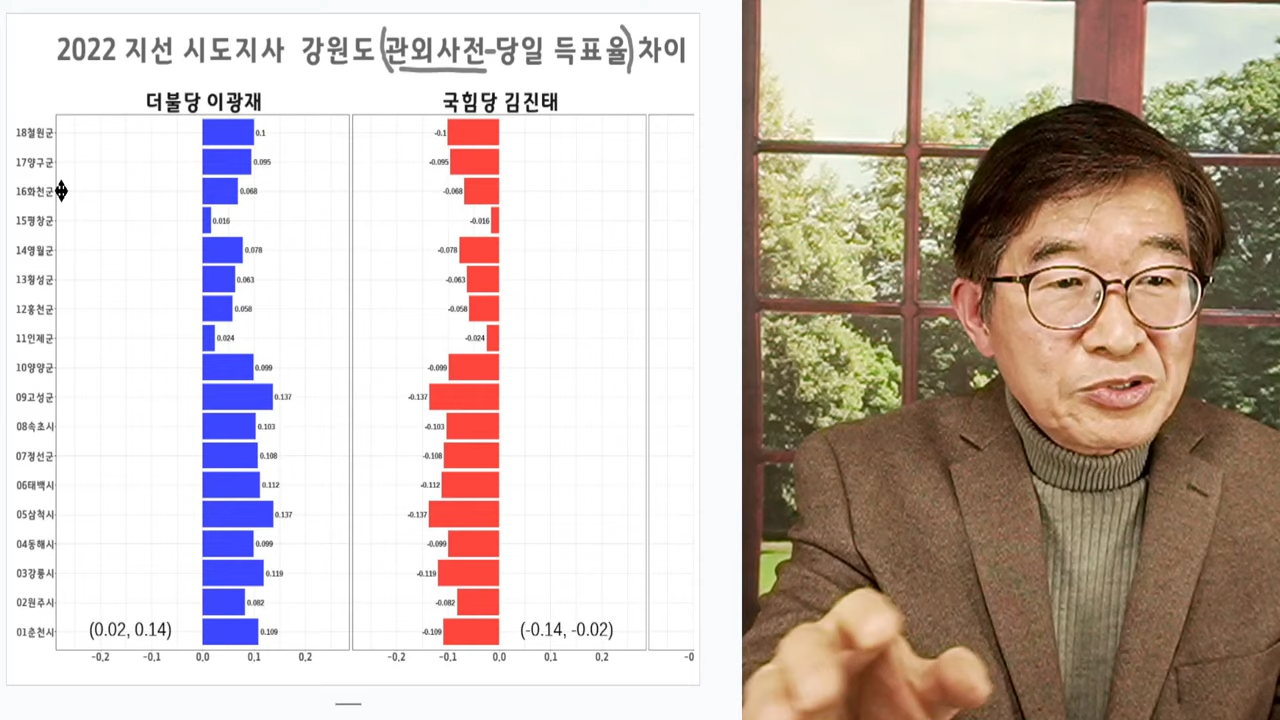 2022 지선 시도지사 강원도(관외사전-당일 득표율)차이
더불당 이광재
국힘당 김진태
18철원군 0.1 -0.1
17양구군 0.095 -0.095
16화천군 0.068 -0.068
15평창군 0.016 -0.016
14영월군 0.078 -0.078
13횡성군 0.063 -0.063
12홍천군 0.058 -0.058
11인제군 0.024 -0.024
10양양군 0.099 -0.099
09고성군 0.137 -0.137
08속초시 0.103 -0.103
07정선군 0.108 -0.108
06태백시 0.112 -0.112
05삼척시 0.137 -0.137
04동해시 0.099 -0.099
03강릉시 0.119 -0.119
02원주시 0.082 -0.082
01춘천시 (0.02, 0.14) 0.109 -0.109 (-0.14, -0.02)
-0.2 -0.1 0.0 0.1 0.2 -0.2 -0.1 0.0 0.1 0.2 -0